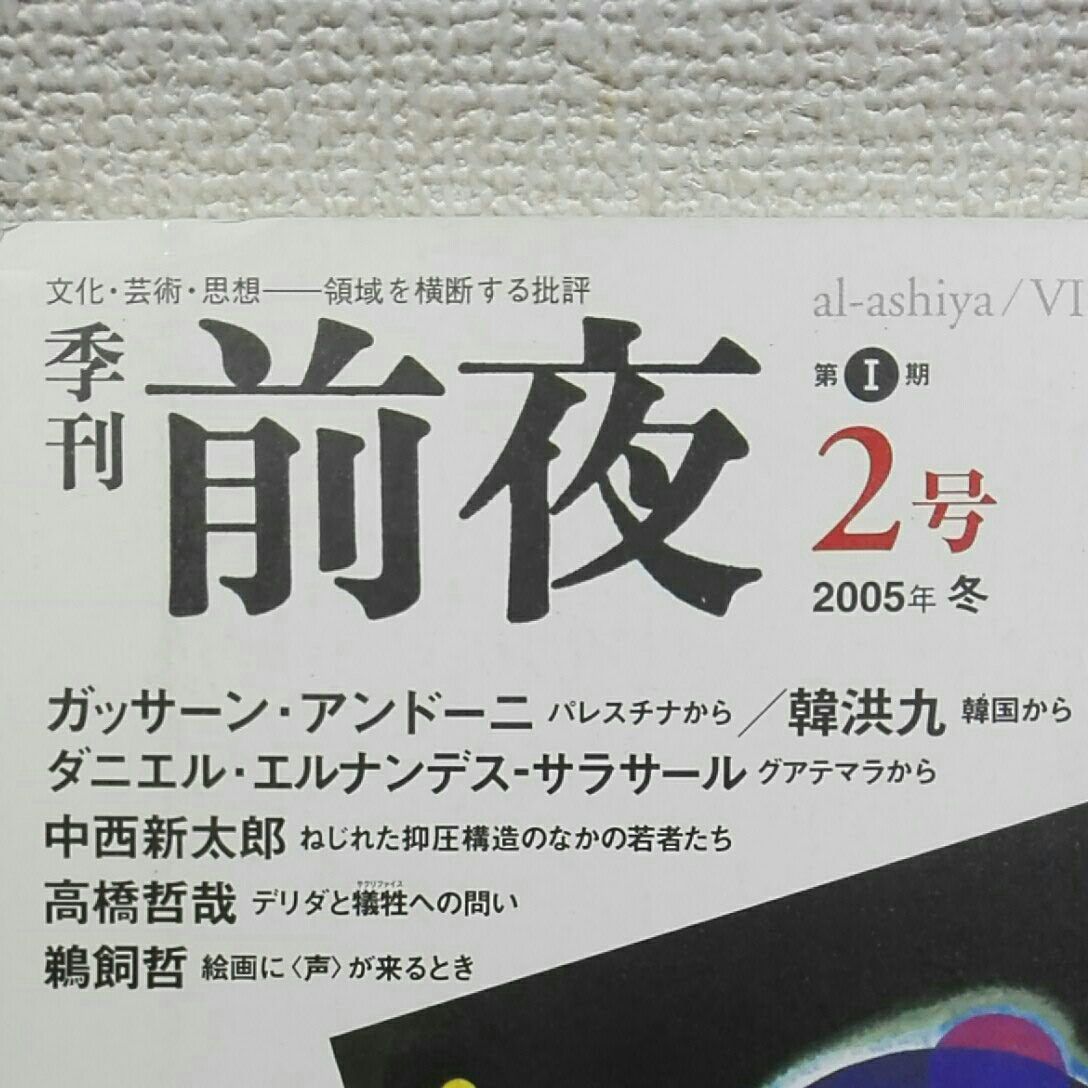 文化・芸術・思想――領域を横断する批評
季刊
前夜
al-ashiya/VI
第Ⅰ期
2号
2005年 冬
ガッサーン・アンドーニ パレスチナから／韓洪九 韓国から
ダニエル・エルナンデス-サラサール グアテマラから
中西新太郎 ねじれた抑圧構造のなかの若者たち
サクリファイス
高橋哲哉 デリダと犠牲への問い
鵜飼哲 絵画に〈声〉が来るとき